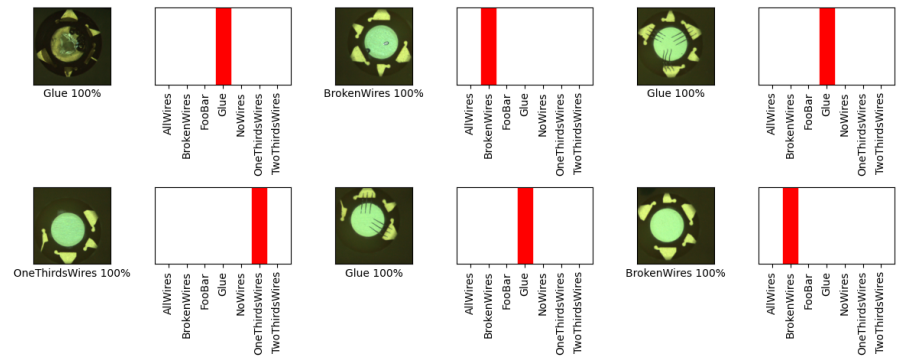 Glue 100%
AllWires
BrokenWires
FooBar
Glue
NoWires
OneThirdsWires
TwoThirdsWires
BrokenWires 100%
AllWires
BrokenWires
FooBar
Glue
NoWires
OneThirdsWires
TwoThirdsWires
Glue 100%
AllWires
BrokenWires
FooBar
Glue
NoWires
OneThirdsWires
TwoThirdsWires
OneThirdsWires 100%
AllWires
BrokenWires
FooBar
Glue
NoWires
OneThirdsWires
TwoThirdsWires
Glue 100%
AllWires
BrokenWires
FooBar
Glue
NoWires
OneThirdsWires
TwoThirdsWires
BrokenWires 100%
AllWires
BrokenWires
FooBar
Glue
NoWires
OneThirdsWires
TwoThirdsWires